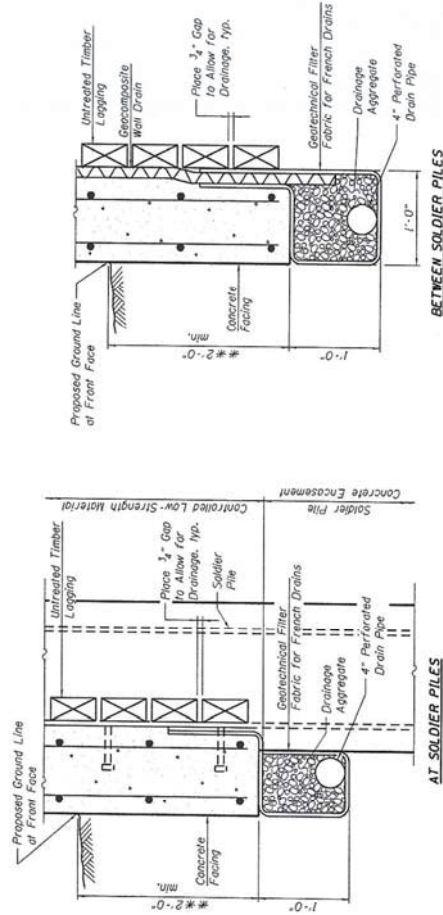 Proposed Ground Line
at Front Face
Untreated Timber
Lagging
Place 3/4" Gap
to Allow for
Drainage, typ.
Soldier
Pile
Controlled Low-Strength Material
Soldier Pile
Concrete Encasement
Geotechnical Filter
Fabric for French Drains
Drainage
Aggregate
4" Perforated
Drain Pipe
Concrete
Facing
**2'-0"
min.
1'-0"
AT SOLDIER PILES
Proposed Ground Line
at Front Face
Untreated Timber
Lagging
Geocomposite
Wall Drain
Place 3/4" Gap
to Allow for
Drainage, typ.
Geotechnical Filter
Fabric for French Drains
Drainage
Aggregate
4" Perforated
Drain Pipe
Concrete
Facing
**2'-0"
min.
1'-0"
1'-0"
BETWEEN SOLDIER PILES